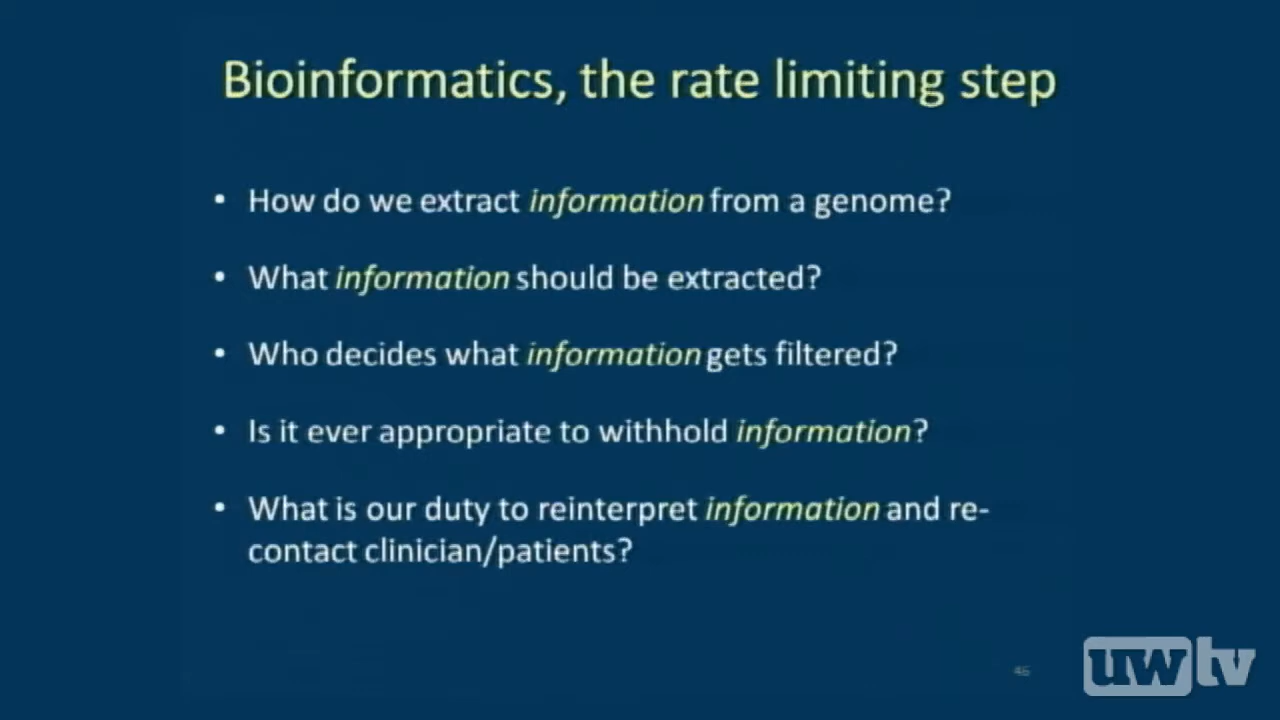 Bioinformatics, the rate limiting step
• How do we extract information from a genome?
• What information should be extracted?
• Who decides what information gets filtered?
• Is it ever appropriate to withhold information?
• What is our duty to reinterpret information and re-
contact clinician/patients?
uwtv